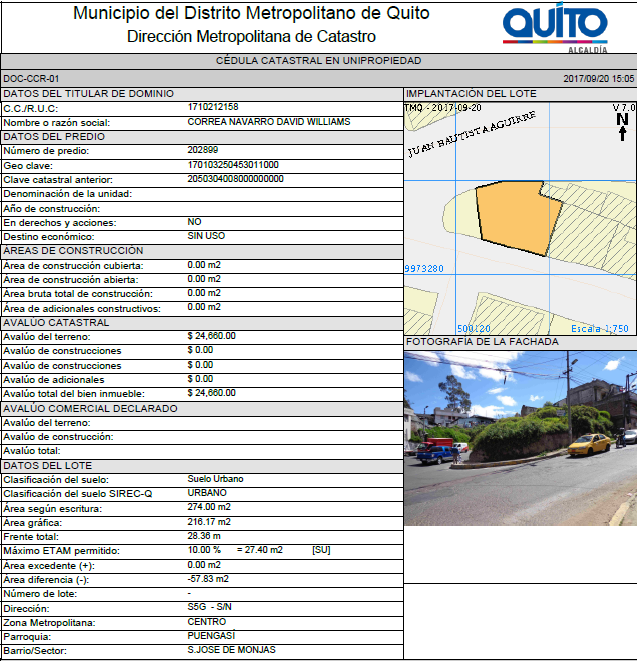 Municipio del Distrito Metropolitano de Quito
Dirección Metropolitana de Catastro
QUITO
ALCALDÍA
CÉDULA CATASTRAL EN UNIPROPIEDAD
DOC-CCR-01 2017/09/20 15:05
DATOS DEL TITULAR DE DOMINIO
C.C./R.U.C: 1710212158
Nombre o razón social: CORREA NAVARRO DAVID WILLIAMS
DATOS DEL PREDIO
Número de predio: 202899
Geo clave: 170103250453011000
Clave catastral anterior: 2050304008000000000
Denominación de la unidad:
Año de construcción:
En derechos y acciones: NO
Destino económico: SIN USO
ÁREAS DE CONSTRUCCIÓN
Área de construcción cubierta: 0.00 m2
Área de construcción abierta: 0.00 m2
Área bruta total de construcción: 0.00 m2
Área de adicionales constructivos: 0.00 m2
AVALÚO CATASTRAL
Avalúo del terreno: $ 24,660.00
Avalúo de construcciones $ 0.00
Avalúo de construcciones $ 0.00
Avalúo de adicionales $ 0.00
Avalúo total del bien inmueble: $ 24,660.00
AVALÚO COMERCIAL DECLARADO
Avalúo del terreno:
Avalúo de construcción:
Avalúo total:
DATOS DEL LOTE
Clasificación del suelo: Suelo Urbano
Clasificación del suelo SIREC-Q URBANO
Área según escritura: 274.00 m2
Área gráfica: 216.17 m2
Frente total: 28.36 m
Máximo ETAM permitido: 10.00 % = 27.40 m2 [SU]
Área excedente (+): 0.00 m2
Área diferencia (-): -57.83 m2
Número de lote: -
Dirección: S5G - S/N
Zona Metropolitana: CENTRO
Parroquia: PUENGASÍ
Barrio/Sector: S.JOSE DE MONJAS
IMPLANTACIÓN DEL LOTE
TMQ - 2017-09-20 V 7.0
N
JUAN BAUTISTA AGUIRRE
9973280
500120 Escala 1:750
FOTOGRAFÍA DE LA FACHADA